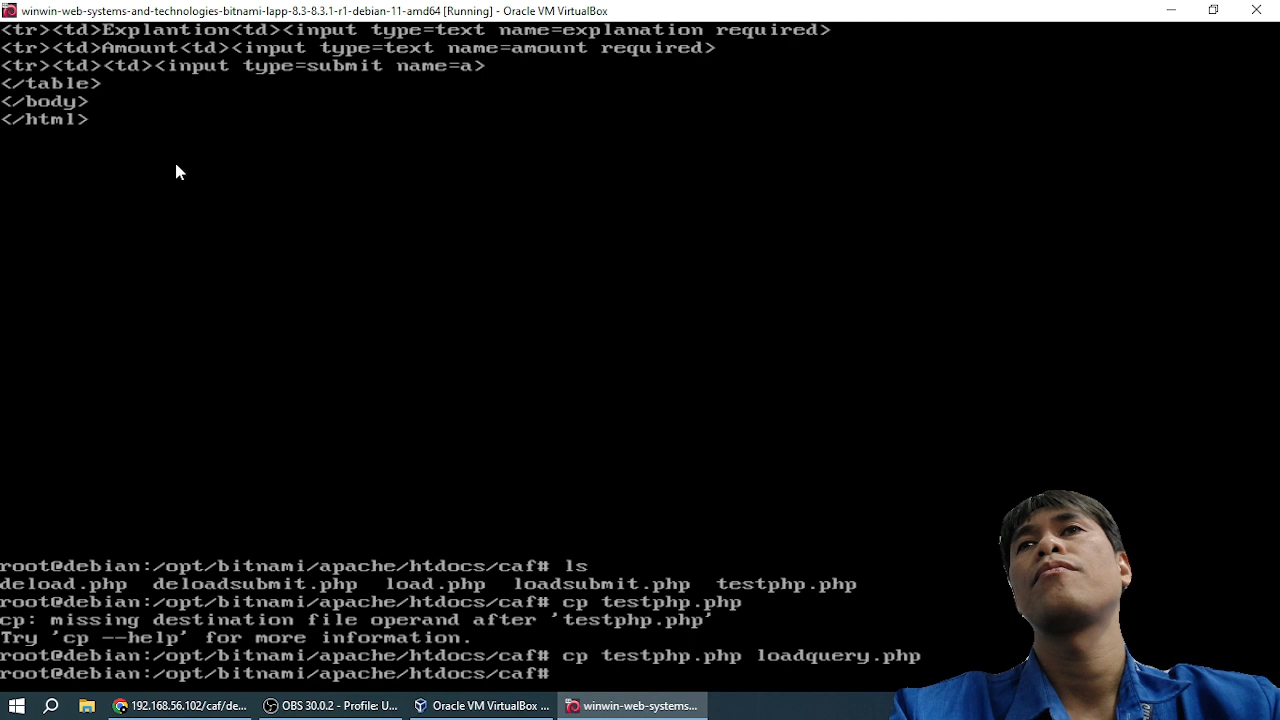 winwin-web-systems-and-technologies-bitnami-lapp-8.3-8.3.1-r1-debian-11-amd64 [Running] - Oracle VM VirtualBox
<tr><td>Explantion<td><input type=text name=explanation required>
<tr><td>Amount<td><input type=text name=amount required>
<tr><td><td><input type=submit name=a>
</table>
</body>
</html>
root@debian:/opt/bitnami/apache/htdocs/caf# ls
deload.php  deloadsubmit.php  load.php  loadsubmit.php  testphp.php
root@debian:/opt/bitnami/apache/htdocs/caf# cp testphp.php
cp: missing destination file operand after 'testphp.php'
Try 'cp --help' for more information.
root@debian:/opt/bitnami/apache/htdocs/caf# cp testphp.php loadquery.php
root@debian:/opt/bitnami/apache/htdocs/caf#
192.168.56.102/caf/de... OBS 30.0.2 - Profile: U... Oracle VM VirtualBox ... winwin-web-systems...